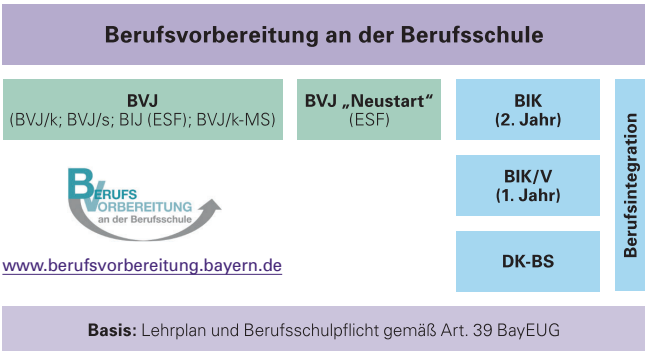 Berufsvorbereitung an der Berufsschule
BVJ
(BVJ/k; BVJ/s; BIJ (ESF); BVJ/k-MS)
BVJ „Neustart“
(ESF)
BIK
(2. Jahr)
BIK/V
(1. Jahr)
DK-BS
Berufsintegration
BERUFS
VORBEREITUNG
an der Berufsschule
www.berufsvorbereitung.bayern.de
Basis: Lehrplan und Berufsschulpflicht gemäß Art. 39 BayEUG